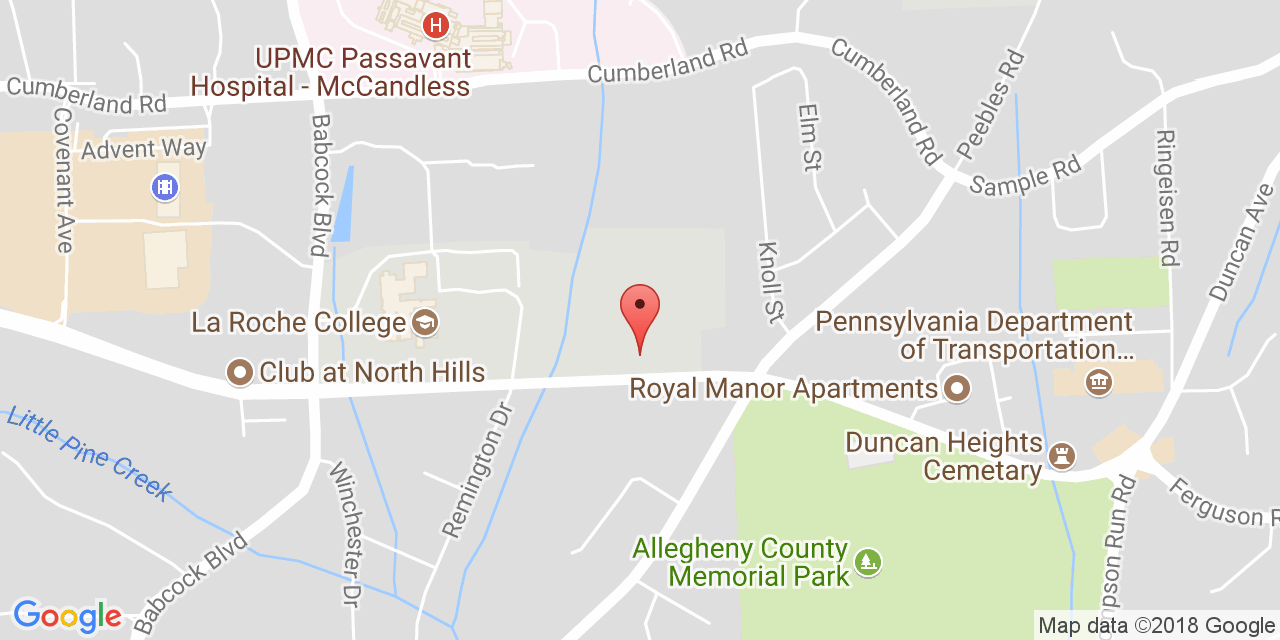 H
UPMC Passavant
Hospital - McCandless
Cumberland Rd
Cumberland Rd
Cumberland Rd
Peebles Rd
Elm St
Covenant Ave
Advent Way
Babcock Blvd
Sample Rd
Ringeisen Rd
Duncan Ave
Knoll St
La Roche College
Pennsylvania Department
of Transportation...
Club at North Hills
Royal Manor Apartments
Little Pine Creek
Remington Dr
Duncan Heights
Cemetary
Winchester Dr
Ferguson R
Babcock Blvd
Allegheny County
Memorial Park
mpson Run Rd
Google
Map data ©2018 Google